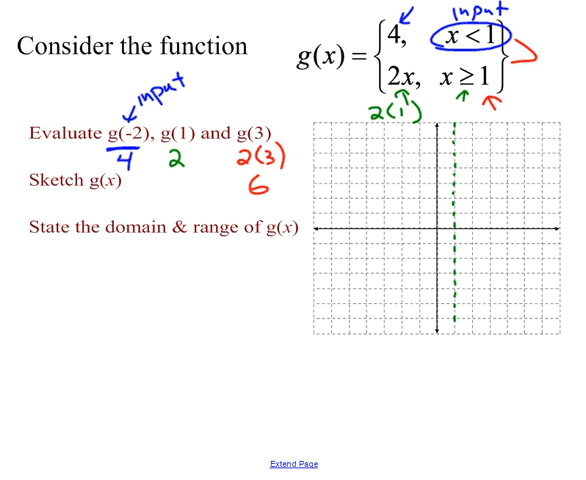 input
Consider the function
g(x) = { 4, x < 1
2x, x ≥ 1 }
input
2(1)
Evaluate g(-2), g(1) and g(3)
4 2 2(3)
Sketch g(x) 6
State the domain & range of g(x)
Extend Page